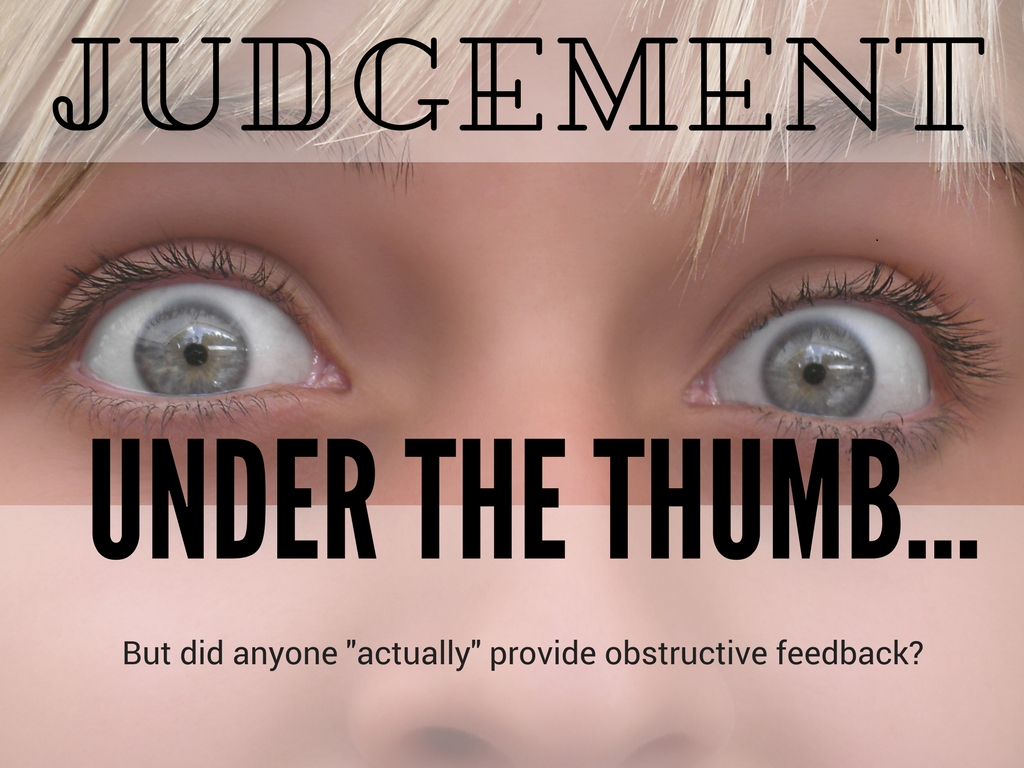 JUDGEMENT
UNDER THE THUMB...
But did anyone "actually" provide obstructive feedback?